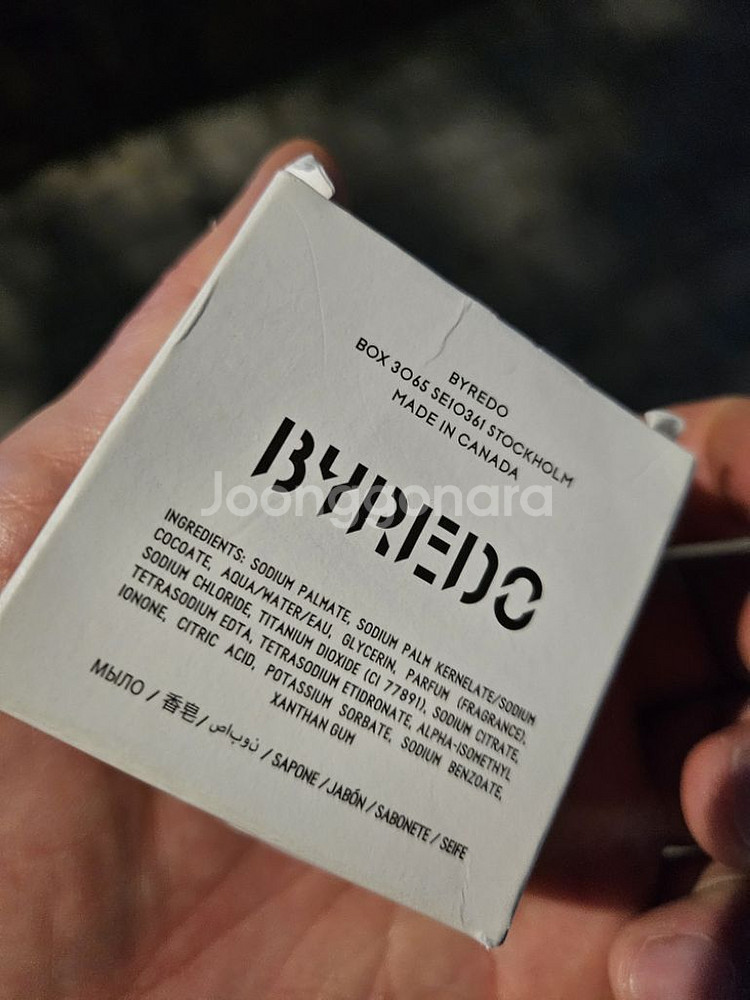 BYREDO
BOX 3O65 SE1O361 STOCKHOLM
MADE IN CANADA
BYREDO
Joonggonara
INGREDIENTS: SODIUM PALMATE, SODIUM PALM KERNELATE/SODIUM
COCOATE, AQUA/WATER/EAU, GLYCERIN, PARFUM (FRAGRANCE),
SODIUM CHLORIDE, TITANIUM DIOXIDE (CI 77891), SODIUM CITRATE,
TETRASODIUM EDTA, TETRASODIUM ETIDRONATE, ALPHA-ISOMETHYL
IONONE, CITRIC ACID, POTASSIUM SORBATE, SODIUM BENZOATE,
XANTHAN GUM
МЫЛО / 香皂 / صابون / SAPONE / JABÓN / SABONETE / SEIFE